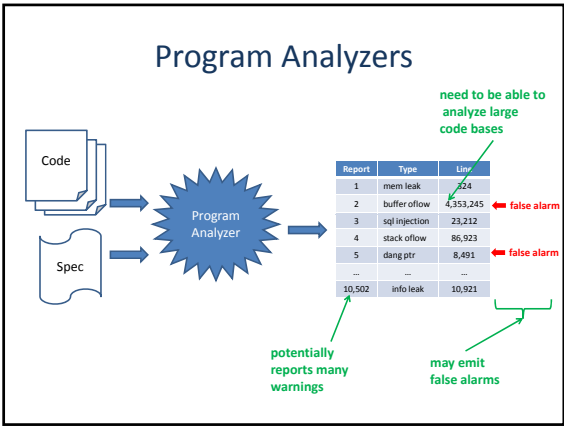 Program Analyzers
need to be able to
analyze large
code bases
Code
Spec
Program
Analyzer
Report Type Line
1 mem leak 324
2 buffer oflow 4,353,245
false alarm
3 sql injection 23,212
4 stack oflow 86,923
5 dang ptr 8,491
false alarm
... ... ...
10,502 info leak 10,921
potentially
reports many
warnings
may emit
false alarms